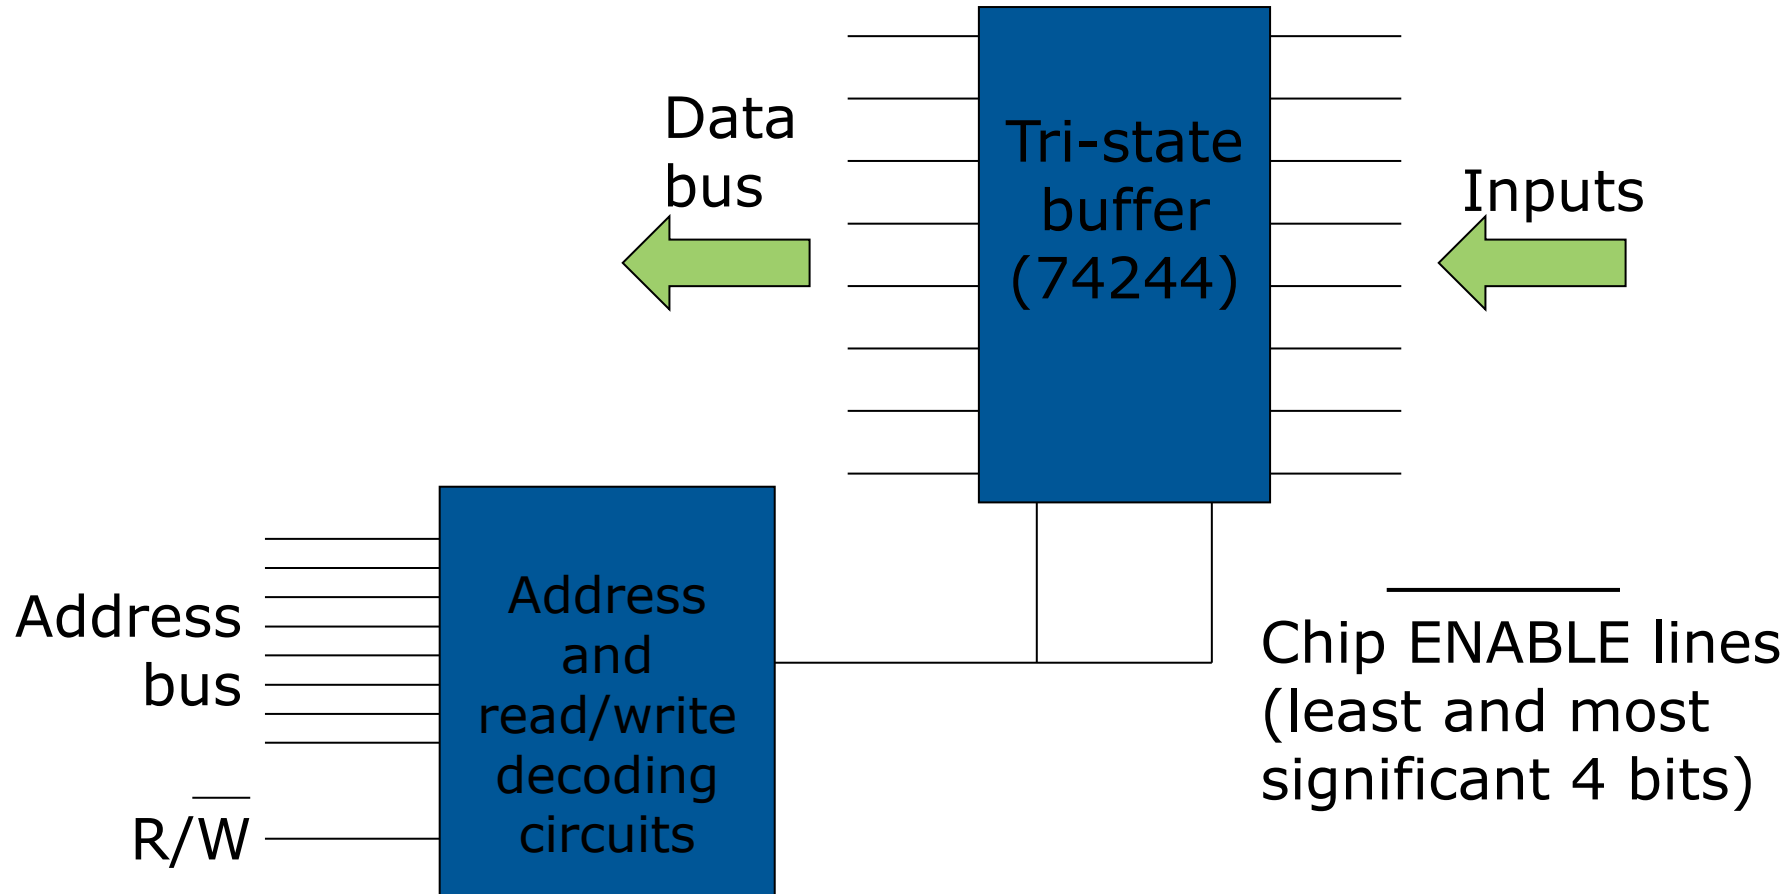 Data
bus
Tri-state
buffer
(74244)
Inputs
Address
bus
R/W̅
Address
and
read/write
decoding
circuits
Chip E̅N̅A̅B̅L̅E̅ lines
(least and most
significant 4 bits)